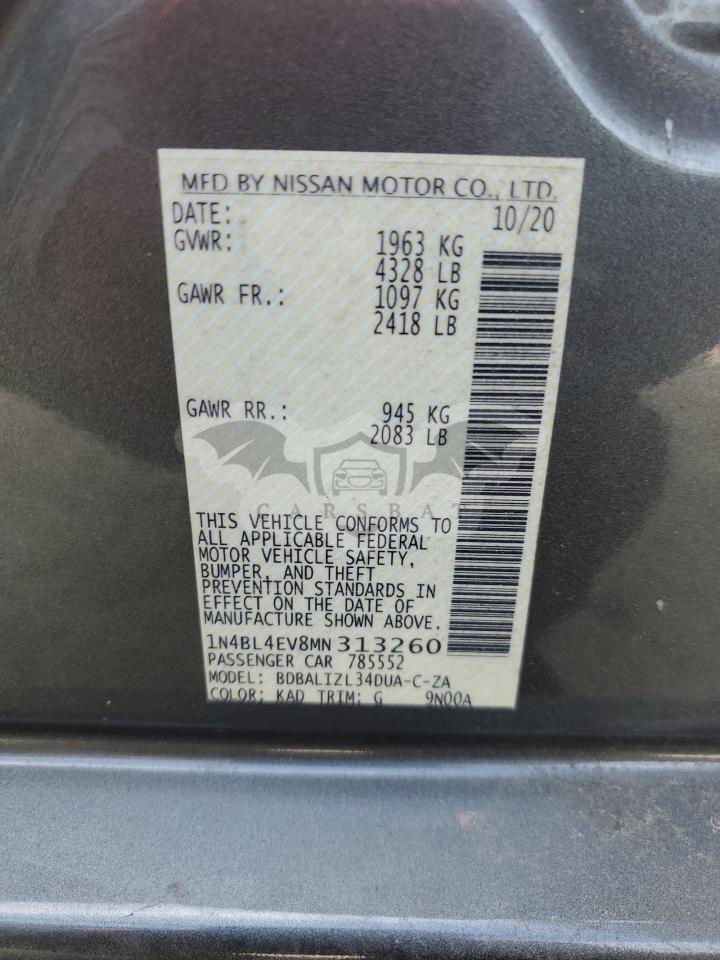 MFD BY NISSAN MOTOR CO., LTD.
DATE: 10/20
GVWR: 1963 KG
4328 LB
GAWR FR.: 1097 KG
2418 LB
GAWR RR.: 945 KG
2083 LB
CARSBAT
THIS VEHICLE CONFORMS TO
ALL APPLICABLE FEDERAL
MOTOR VEHICLE SAFETY,
BUMPER, AND THEFT
PREVENTION STANDARDS IN
EFFECT ON THE DATE OF
MANUFACTURE SHOWN ABOVE.
1N4BL4EV8MN313260
PASSENGER CAR 785552
MODEL: BDBALIZL34DUA-C-ZA
COLOR: KAD TRIM: G 9N00A